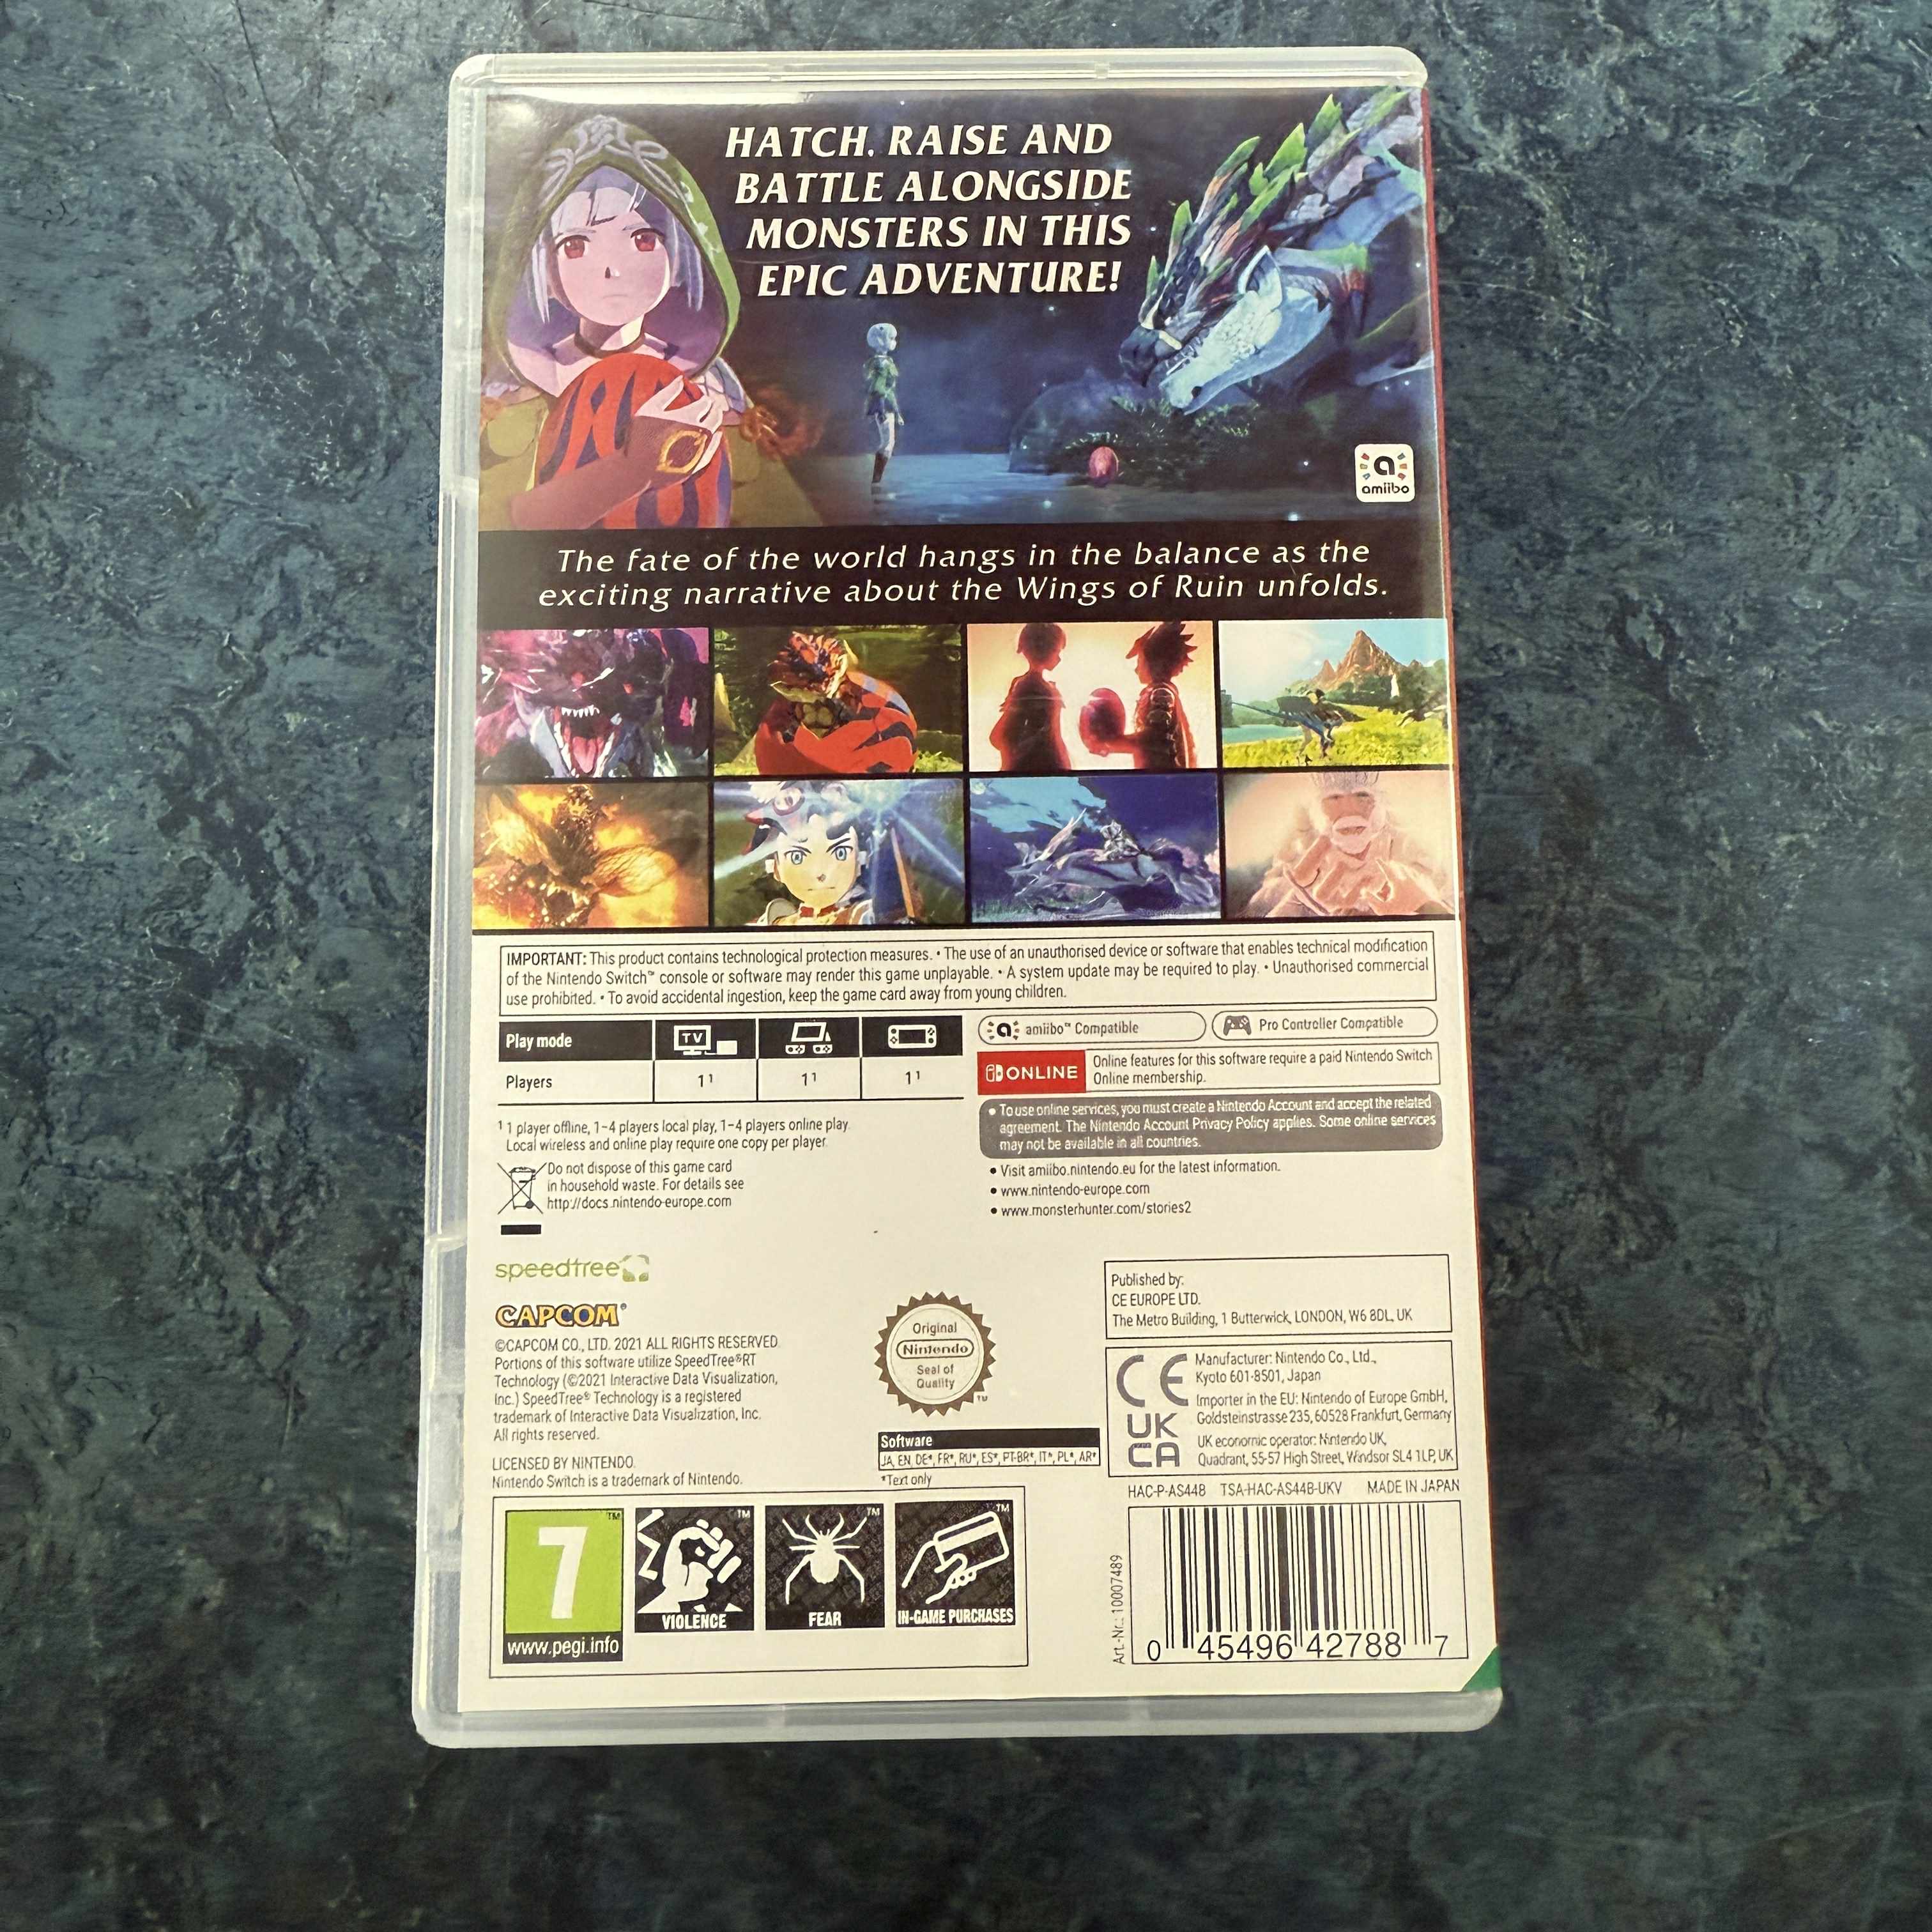 HATCH, RAISE AND
BATTLE ALONGSIDE
MONSTERS IN THIS
EPIC ADVENTURE!
a
amiibo
The fate of the world hangs in the balance as the
exciting narrative about the Wings of Ruin unfolds.
IMPORTANT: This product contains technological protection measures. • The use of an unauthorised device or software that enables technical modification
of the Nintendo Switch™ console or software may render this game unplayable. • A system update may be required to play. • Unauthorised commercial
use prohibited. • To avoid accidental ingestion, keep the game card away from young children.
Play mode TV
Players 1¹ 1¹ 1¹
¹ 1 player offline, 1-4 players local play, 1-4 players online play.
Local wireless and online play require one copy per player.
Do not dispose of this game card
in household waste. For details see
http://docs.nintendo-europe.com
a amiibo™ Compatible
Pro Controller Compatible
ONLINE
Online features for this software require a paid Nintendo Switch
Online membership.
• To use online services, you must create a Nintendo Account and accept the related
agreement. The Nintendo Account Privacy Policy applies. Some online services
may not be available in all countries.
• Visit amiibo.nintendo.eu for the latest information.
• www.nintendo-europe.com
• www.monsterhunter.com/stories2
speedtree
CAPCOM®
©CAPCOM CO., LTD. 2021 ALL RIGHTS RESERVED.
Portions of this software utilize SpeedTree®RT
Technology (©2021 Interactive Data Visualization,
Inc.) SpeedTree® Technology is a registered
trademark of Interactive Data Visualization, Inc.
All rights reserved.
LICENSED BY NINTENDO.
Nintendo Switch is a trademark of Nintendo.
Original
Nintendo
Seal of
Quality
TM
Software
JA, EN, DE*, FR*, RU*, ES*, PT-BR*, IT*, PL*, AR*
*Text only
Published by:
CE EUROPE LTD.
The Metro Building, 1 Butterwick, LONDON, W6 8DL, UK
CE
UK
CA
Manufacturer: Nintendo Co., Ltd.,
Kyoto 601-8501, Japan
Importer in the EU: Nintendo of Europe GmbH,
Goldsteinstrasse 235, 60528 Frankfurt, Germany
UK economic operator: Nintendo UK,
Quadrant, 55-57 High Street, Windsor SL4 1LP, UK
HAC-P-AS44B TSA-HAC-AS44B-UKV MADE IN JAPAN
7 TM
www.pegi.info
TM
VIOLENCE
TM
FEAR
TM
IN-GAME PURCHASES
Art.-Nr.: 10007489
0 45496 42788 7